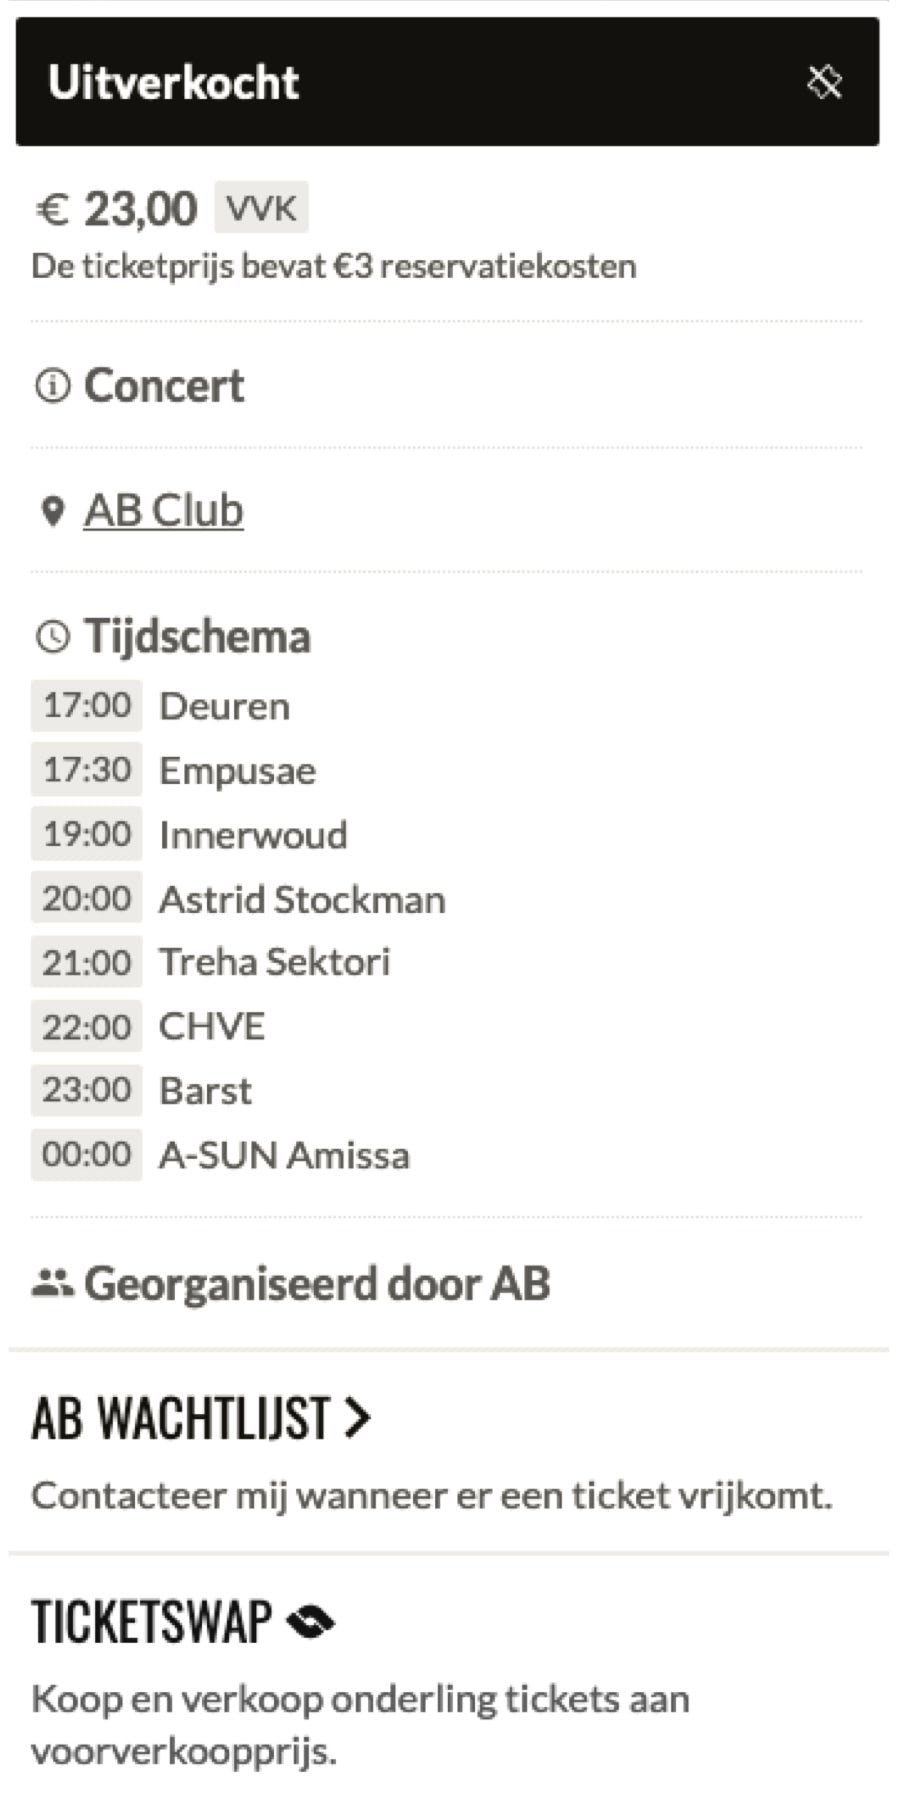 Uitverkocht
€ 23,00 VVK
De ticketprijs bevat €3 reservatiekosten
Concert
AB Club
Tijdschema
17:00 Deuren
17:30 Empusae
19:00 Innerwoud
20:00 Astrid Stockman
21:00 Treha Sektori
22:00 CHVE
23:00 Barst
00:00 A-SUN Amissa
Georganiseerd door AB
AB WACHTLIJST
Contacteer mij wanneer er een ticket vrijkomt.
TICKETSWAP
Koop en verkoop onderling tickets aan
voorverkoopprijs.